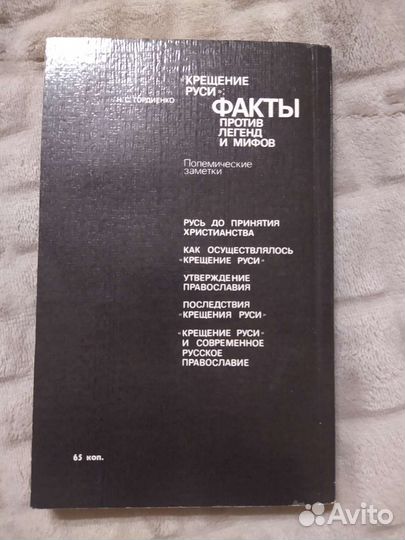 «КРЕЩЕНИЕ
РУСИ»:
Н. С. ГОРДИЕНКО
ФАКТЫ
ПРОТИВ
ЛЕГЕНД
И МИФОВ
Полемические
заметки
РУСЬ ДО ПРИНЯТИЯ
ХРИСТИАНСТВА
КАК ОСУЩЕСТВЛЯЛОСЬ
«КРЕЩЕНИЕ РУСИ»
УТВЕРЖДЕНИЕ
ПРАВОСЛАВИЯ
ПОСЛЕДСТВИЯ
«КРЕЩЕНИЯ РУСИ»
«КРЕЩЕНИЕ РУСИ»
И СОВРЕМЕННОЕ
РУССКОЕ
ПРАВОСЛАВИЕ
65 коп.
Avito